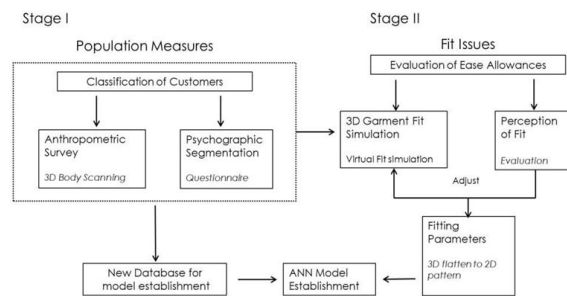 Stage I
Stage II
Population Measures
Fit Issues
Classification of Customers
Evaluation of Ease Allowances
Anthropometric
Survey
3D Body Scanning
Psychographic
Segmentation
Questionnaire
3D Garment Fit
Simulation
Virtual Fit simulation
Perception
of Fit
Evaluation
Adjust
Fitting
Parameters
3D flatten to 2D
pattern
New Database for
model establishment
ANN Model
Establishment